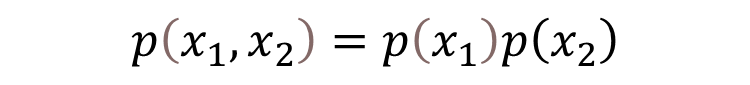 p(x₁, x₂) = p(x₁)p(x₂)